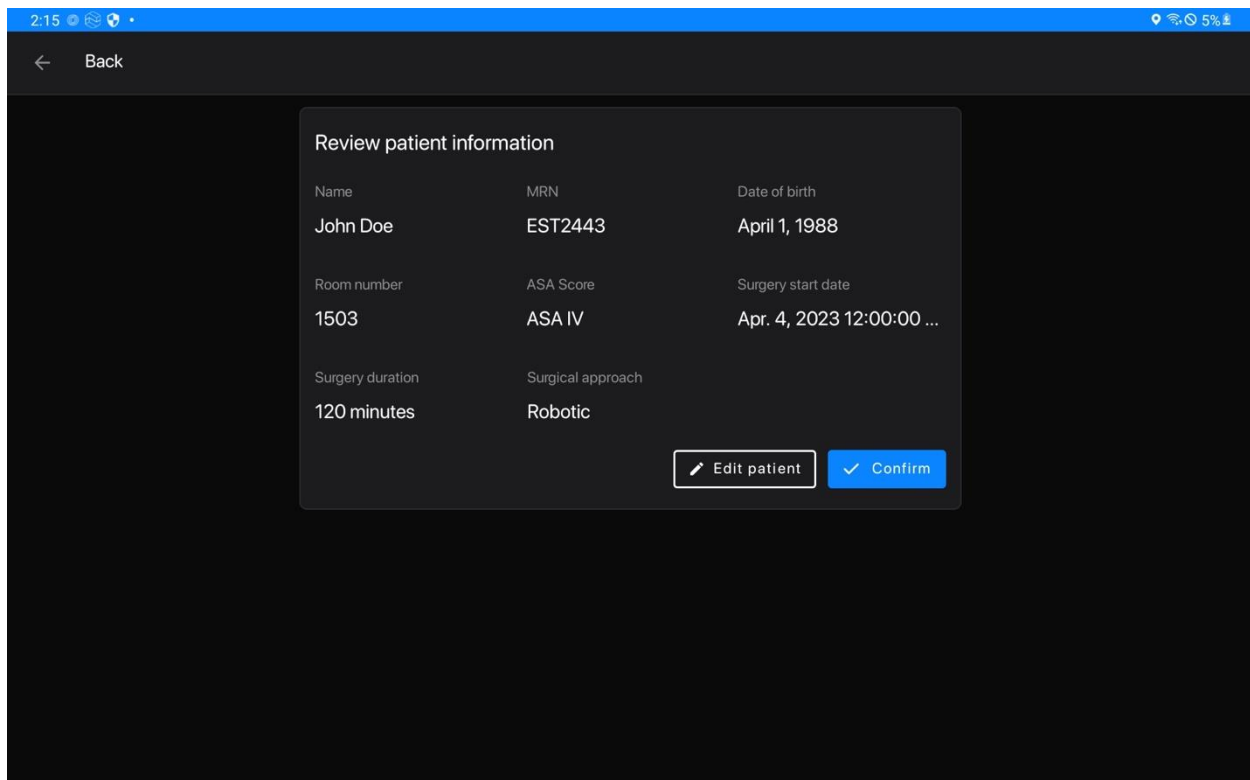 2:15 5%
Back
Review patient information
Name MRN Date of birth
John Doe EST2443 April 1, 1988
Room number ASA Score Surgery start date
1503 ASA IV Apr. 4, 2023 12:00:00 ...
Surgery duration Surgical approach
120 minutes Robotic
Edit patient Confirm